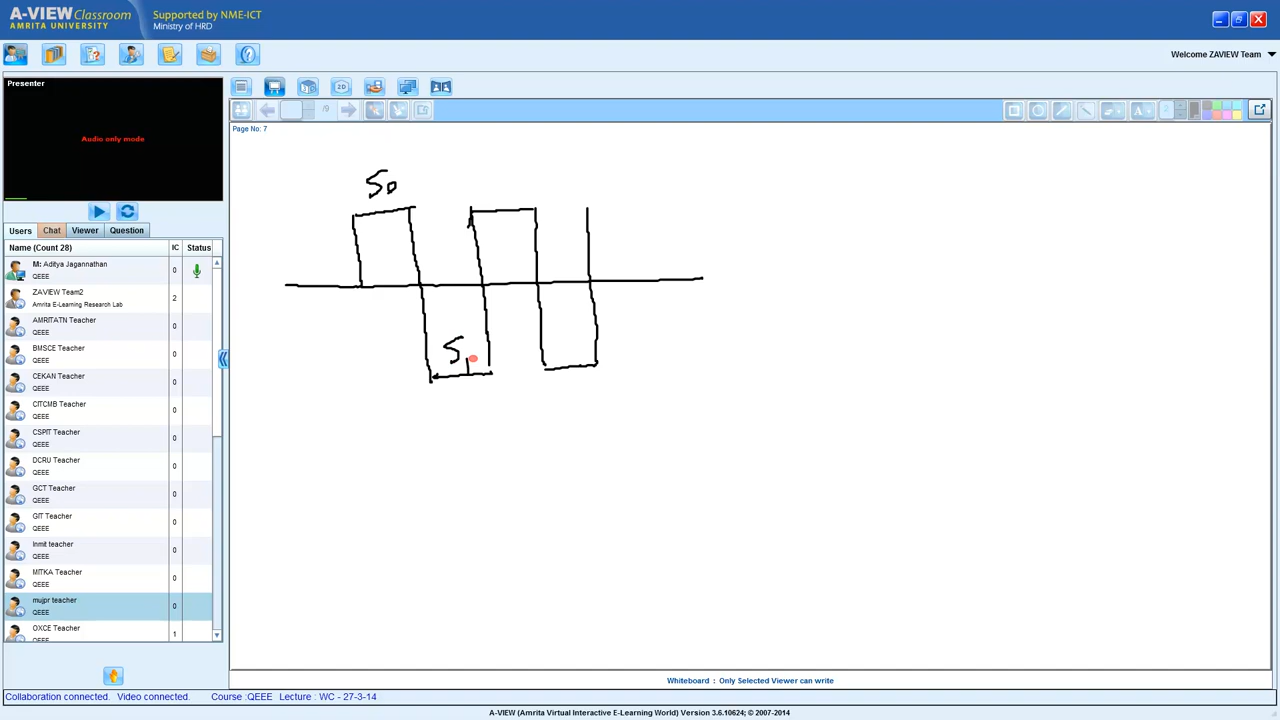 A-VIEW Classroom
AMRITA UNIVERSITY
Supported by NME-ICT
Ministry of HRD
Welcome ZAVIEW Team
Presenter
Audio only mode
Users Chat Viewer Question
Name (Count 28) IC Status
M: Aditya Jagannathan 0
QEEE
ZAVIEW Team2 2
Amrita E-Learning Research Lab
AMRITATN Teacher 0
QEEE
BMSCE Teacher 0
QEEE
CEKAN Teacher 0
QEEE
CITCMB Teacher 0
QEEE
CSPIT Teacher 0
QEEE
DCRU Teacher 0
QEEE
GCT Teacher 0
QEEE
GIT Teacher 0
QEEE
Inmit teacher 0
QEEE
MITKA Teacher 0
QEEE
mujpr teacher 0
QEEE
OXCE Teacher 1
QEEE
2D
/9
A
2
Page No: 7
S0
S1
Whiteboard : Only Selected Viewer can write
Collaboration connected. Video connected. Course :QEEE Lecture : WC - 27-3-14
A-VIEW (Amrita Virtual Interactive E-Learning World) Version 3.6.10624; © 2007-2014